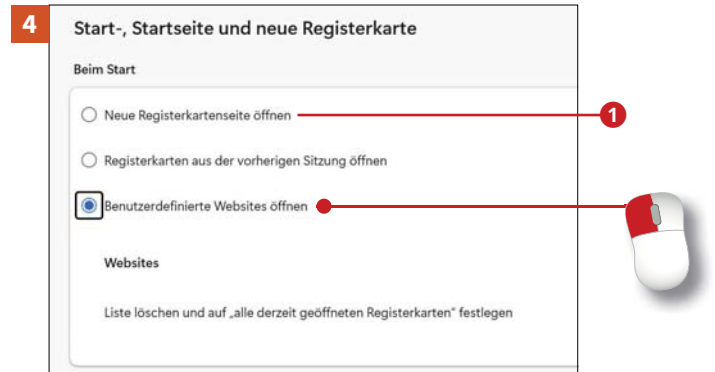 4
Start-, Startseite und neue Registerkarte
Beim Start
Neue Registerkartenseite öffnen
1
Registerkarten aus der vorherigen Sitzung öffnen
Benutzerdefinierte Websites öffnen
Websites
Liste löschen und auf „alle derzeit geöffneten Registerkarten" festlegen